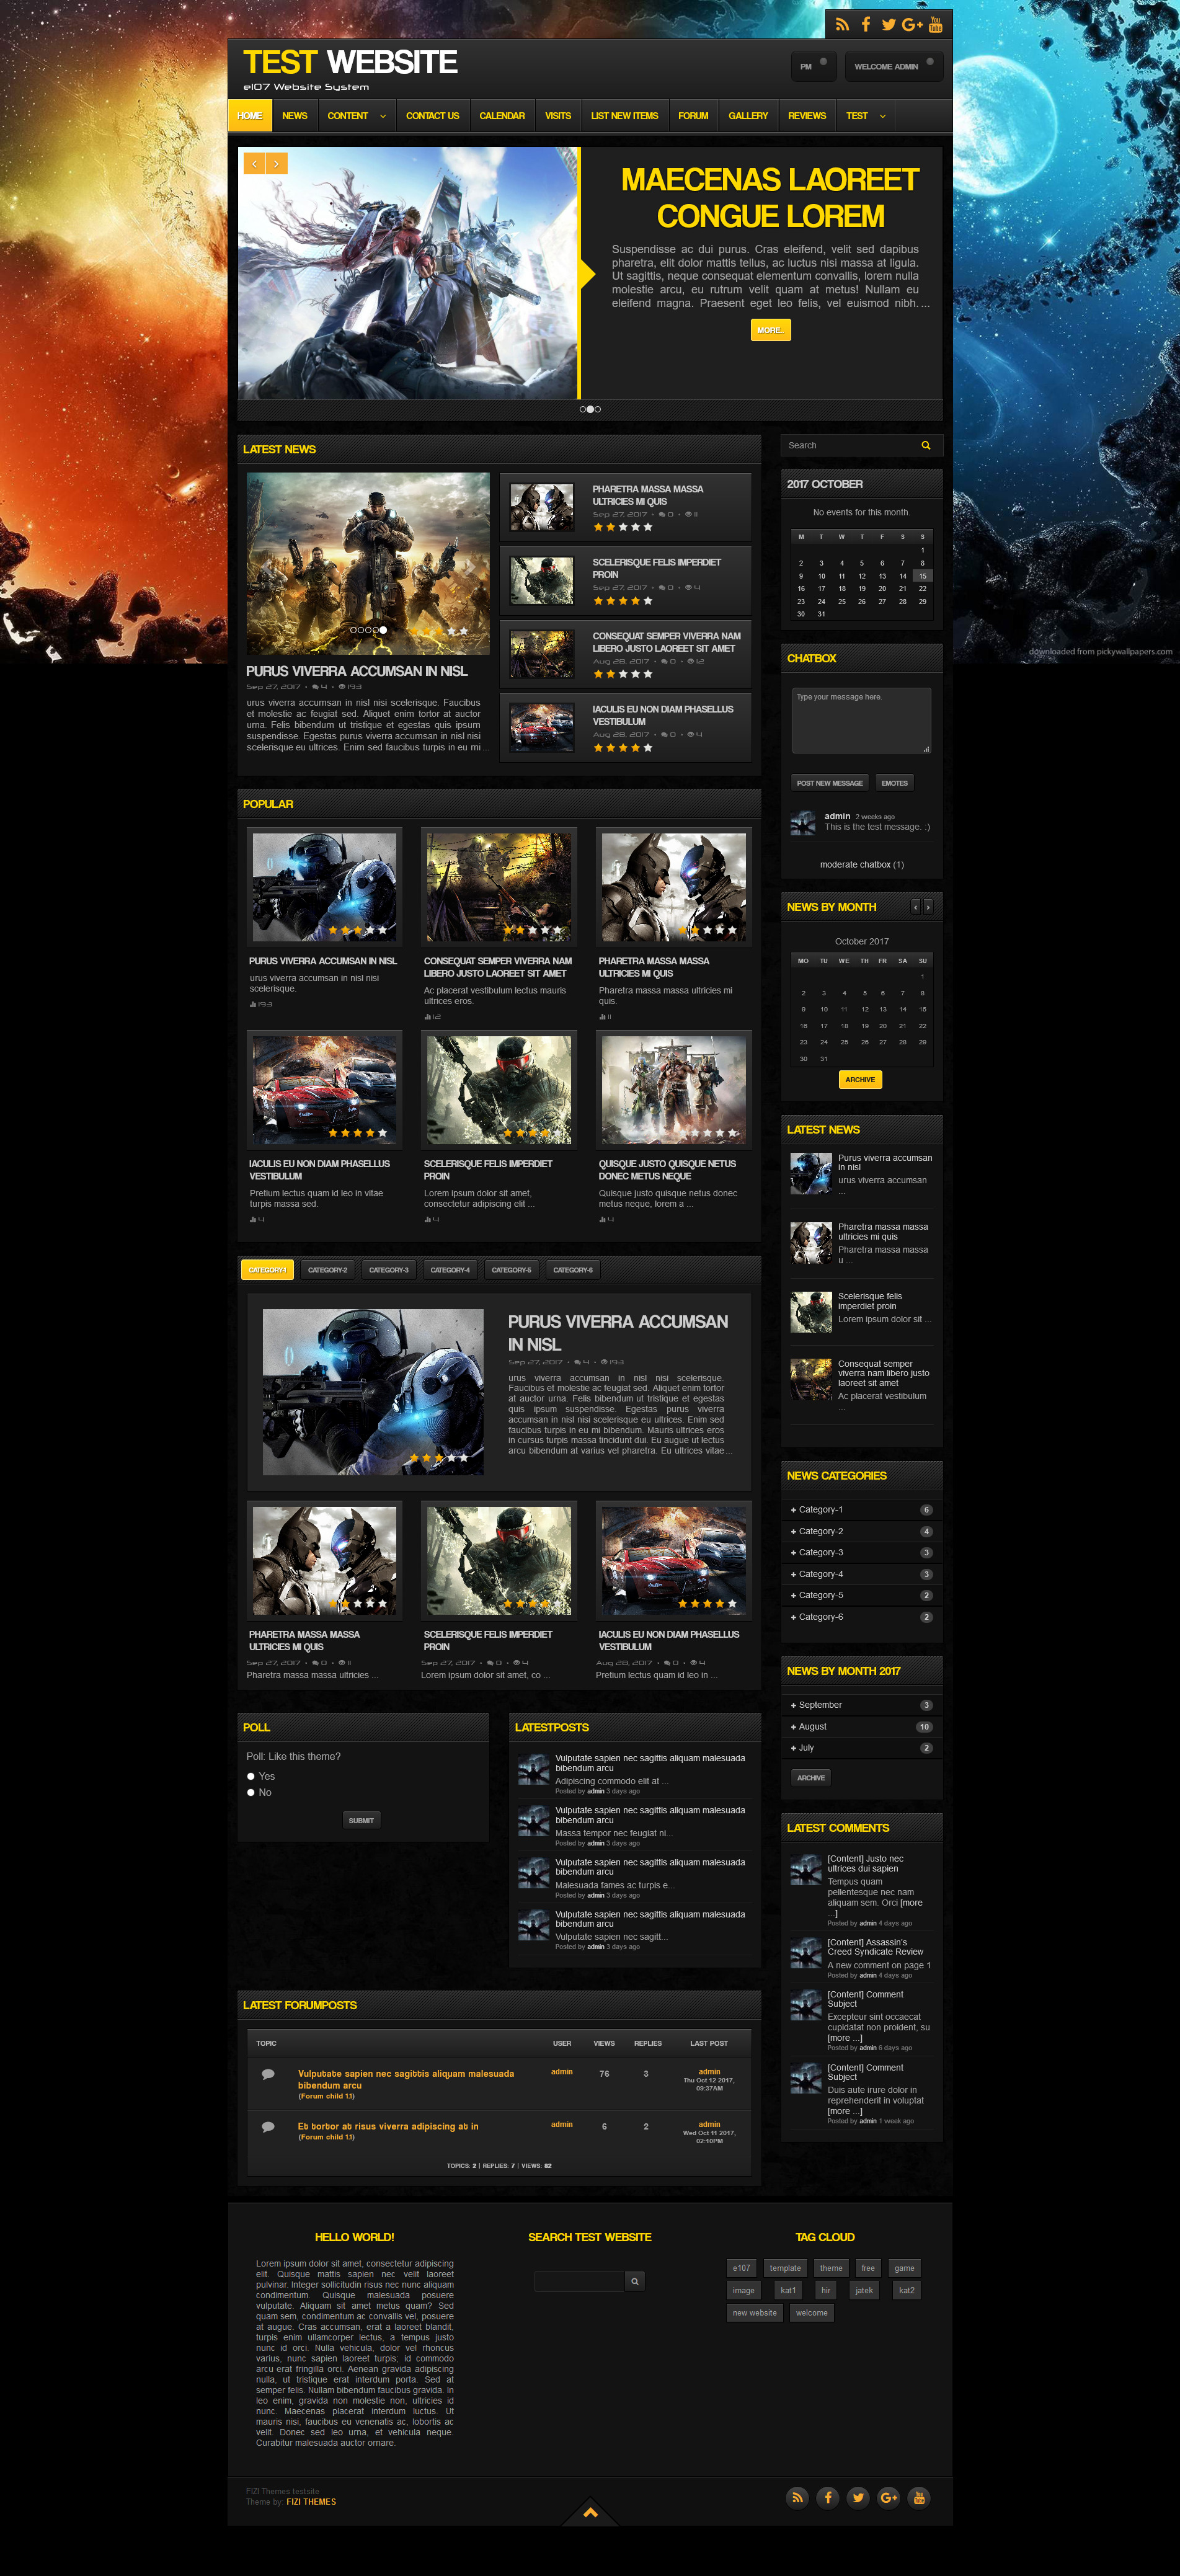 TEST WEBSITE
e107 Website System
PM
WELCOME ADMIN
HOME NEWS CONTENT CONTACT US CALENDAR VISITS LIST NEW ITEMS FORUM GALLERY REVIEWS TEST
MAECENAS LAOREET
CONGUE LOREM
Suspendisse ac dui purus. Cras eleifend, velit sed dapibus
pharetra, elit dolor mattis tellus, ac luctus nisi massa at ligula.
Ut sagittis, neque consequat elementum convallis, lorem nulla
molestie arcu, eu rutrum velit quam at metus! Nullam eu
eleifend magna. Praesent eget leo felis, vel euismod nibh. ...
MORE..
LATEST NEWS
PURUS VIVERRA ACCUMSAN IN NISL
Sep 27, 2017 • 4 • 193
urus viverra accumsan in nisl nisi scelerisque. Faucibus
et molestie ac feugiat sed. Aliquet enim tortor at auctor
urna. Felis bibendum ut tristique et egestas quis ipsum
suspendisse. Egestas purus viverra accumsan in nisl nisi
scelerisque eu ultrices. Enim sed faucibus turpis in eu mi ...
PHARETRA MASSA MASSA
ULTRICIES MI QUIS
Sep 27, 2017 • 0 • 11
SCELERISQUE FELIS IMPERDIET
PROIN
Sep 27, 2017 • 0 • 4
CONSEQUAT SEMPER VIVERRA NAM
LIBERO JUSTO LAOREET SIT AMET
Aug 28, 2017 • 0 • 12
IACULIS EU NON DIAM PHASELLUS
VESTIBULUM
Aug 28, 2017 • 0 • 4
Search
2017 OCTOBER
No events for this month.
M T W T F S S
1
2 3 4 5 6 7 8
9 10 11 12 13 14 15
16 17 18 19 20 21 22
23 24 25 26 27 28 29
30 31
downloaded from pickywallpapers.com
CHATBOX
Type your message here.
POST NEW MESSAGE
EMOTES
admin 2 weeks ago
This is the test message. :)
moderate chatbox (1)
POPULAR
PURUS VIVERRA ACCUMSAN IN NISL
urus viverra accumsan in nisl nisi
scelerisque.
193
CONSEQUAT SEMPER VIVERRA NAM
LIBERO JUSTO LAOREET SIT AMET
Ac placerat vestibulum lectus mauris
ultrices eros.
12
PHARETRA MASSA MASSA
ULTRICIES MI QUIS
Pharetra massa massa ultricies mi
quis.
11
IACULIS EU NON DIAM PHASELLUS
VESTIBULUM
Pretium lectus quam id leo in vitae
turpis massa sed.
4
SCELERISQUE FELIS IMPERDIET
PROIN
Lorem ipsum dolor sit amet,
consectetur adipiscing elit ...
4
QUISQUE JUSTO QUISQUE NETUS
DONEC METUS NEQUE
Quisque justo quisque netus donec
metus neque, lorem a ...
4
NEWS BY MONTH
October 2017
MO TU WE TH FR SA SU
1
2 3 4 5 6 7 8
9 10 11 12 13 14 15
16 17 18 19 20 21 22
23 24 25 26 27 28 29
30 31
ARCHIVE
LATEST NEWS
Purus viverra accumsan
in nisl
urus viverra accumsan
...
Pharetra massa massa
ultricies mi quis
Pharetra massa massa
u ...
Scelerisque felis
imperdiet proin
Lorem ipsum dolor sit ...
Consequat semper
viverra nam libero justo
laoreet sit amet
Ac placerat vestibulum
...
CATEGORY-1 CATEGORY-2 CATEGORY-3 CATEGORY-4 CATEGORY-5 CATEGORY-6
PURUS VIVERRA ACCUMSAN
IN NISL
Sep 27, 2017 • 4 • 193
urus viverra accumsan in nisl nisi scelerisque.
Faucibus et molestie ac feugiat sed. Aliquet enim tortor
at auctor urna. Felis bibendum ut tristique et egestas
quis ipsum suspendisse. Egestas purus viverra
accumsan in nisl nisi scelerisque eu ultrices. Enim sed
faucibus turpis in eu mi bibendum. Mauris ultrices eros
in cursus turpis massa tincidunt dui. Eu augue ut lectus
arcu bibendum at varius vel pharetra. Eu ultrices vitae ...
PHARETRA MASSA MASSA
ULTRICIES MI QUIS
Sep 27, 2017 • 0 • 11
Pharetra massa massa ultricies ...
SCELERISQUE FELIS IMPERDIET
PROIN
Sep 27, 2017 • 0 • 4
Lorem ipsum dolor sit amet, co ...
IACULIS EU NON DIAM PHASELLUS
VESTIBULUM
Aug 28, 2017 • 0 • 4
Pretium lectus quam id leo in ...
NEWS CATEGORIES
Category-1 6
Category-2 4
Category-3 3
Category-4 3
Category-5 2
Category-6 2
NEWS BY MONTH 2017
September 3
August 10
July 2
ARCHIVE
POLL
Poll: Like this theme?
Yes
No
SUBMIT
LATESTPOSTS
Vulputate sapien nec sagittis aliquam malesuada
bibendum arcu
Adipiscing commodo elit at ...
Posted by admin 3 days ago
Vulputate sapien nec sagittis aliquam malesuada
bibendum arcu
Massa tempor nec feugiat ni...
Posted by admin 3 days ago
Vulputate sapien nec sagittis aliquam malesuada
bibendum arcu
Malesuada fames ac turpis e...
Posted by admin 3 days ago
Vulputate sapien nec sagittis aliquam malesuada
bibendum arcu
Vulputate sapien nec sagitt...
Posted by admin 3 days ago
LATEST COMMENTS
[Content] Justo nec
ultrices dui sapien
Tempus quam
pellentesque nec nam
aliquam sem. Orci [more
...]
Posted by admin 4 days ago
[Content] Assassin's
Creed Syndicate Review
A new comment on page 1
Posted by admin 4 days ago
[Content] Comment
Subject
Excepteur sint occaecat
cupidatat non proident, su
[more ...]
Posted by admin 6 days ago
[Content] Comment
Subject
Duis aute irure dolor in
reprehenderit in voluptat
[more ...]
Posted by admin 1 week ago
LATEST FORUMPOSTS
TOPIC USER VIEWS REPLIES LAST POST
Vulputate sapien nec sagittis aliquam malesuada
bibendum arcu
(Forum child 1.1)
admin 76 3 admin
Thu Oct 12 2017,
09:37AM
Et tortor at risus viverra adipiscing at in
(Forum child 1.1)
admin 6 2 admin
Wed Oct 11 2017,
02:10PM
TOPICS: 2 | REPLIES: 7 | VIEWS: 82
HELLO WORLD!
Lorem ipsum dolor sit amet, consectetur adipiscing
elit. Quisque mattis sapien nec velit laoreet
pulvinar. Integer sollicitudin risus nec nunc aliquam
condimentum. Quisque malesuada posuere
vulputate. Aliquam sit amet metus quam? Sed
quam sem, condimentum ac convallis vel, posuere
at augue. Cras accumsan, erat a laoreet blandit,
turpis enim ullamcorper lectus, a tempus justo
nunc id orci. Nulla vehicula, dolor vel rhoncus
varius, nunc sapien laoreet turpis; id commodo
arcu erat fringilla orci. Aenean gravida adipiscing
nulla, ut tristique erat interdum porta. Sed at
semper felis. Nullam bibendum faucibus gravida. In
leo enim, gravida non molestie non, ultricies id
nunc. Maecenas placerat interdum luctus. Ut
mauris nisi, faucibus eu venenatis ac, lobortis ac
velit. Donec sed leo urna, et vehicula neque.
Curabitur malesuada auctor ornare.
SEARCH TEST WEBSITE
TAG CLOUD
e107 template theme free game
image kat1 hir jatek kat2
new website welcome
FIZI Themes testsite
Theme by: FIZI THEMES